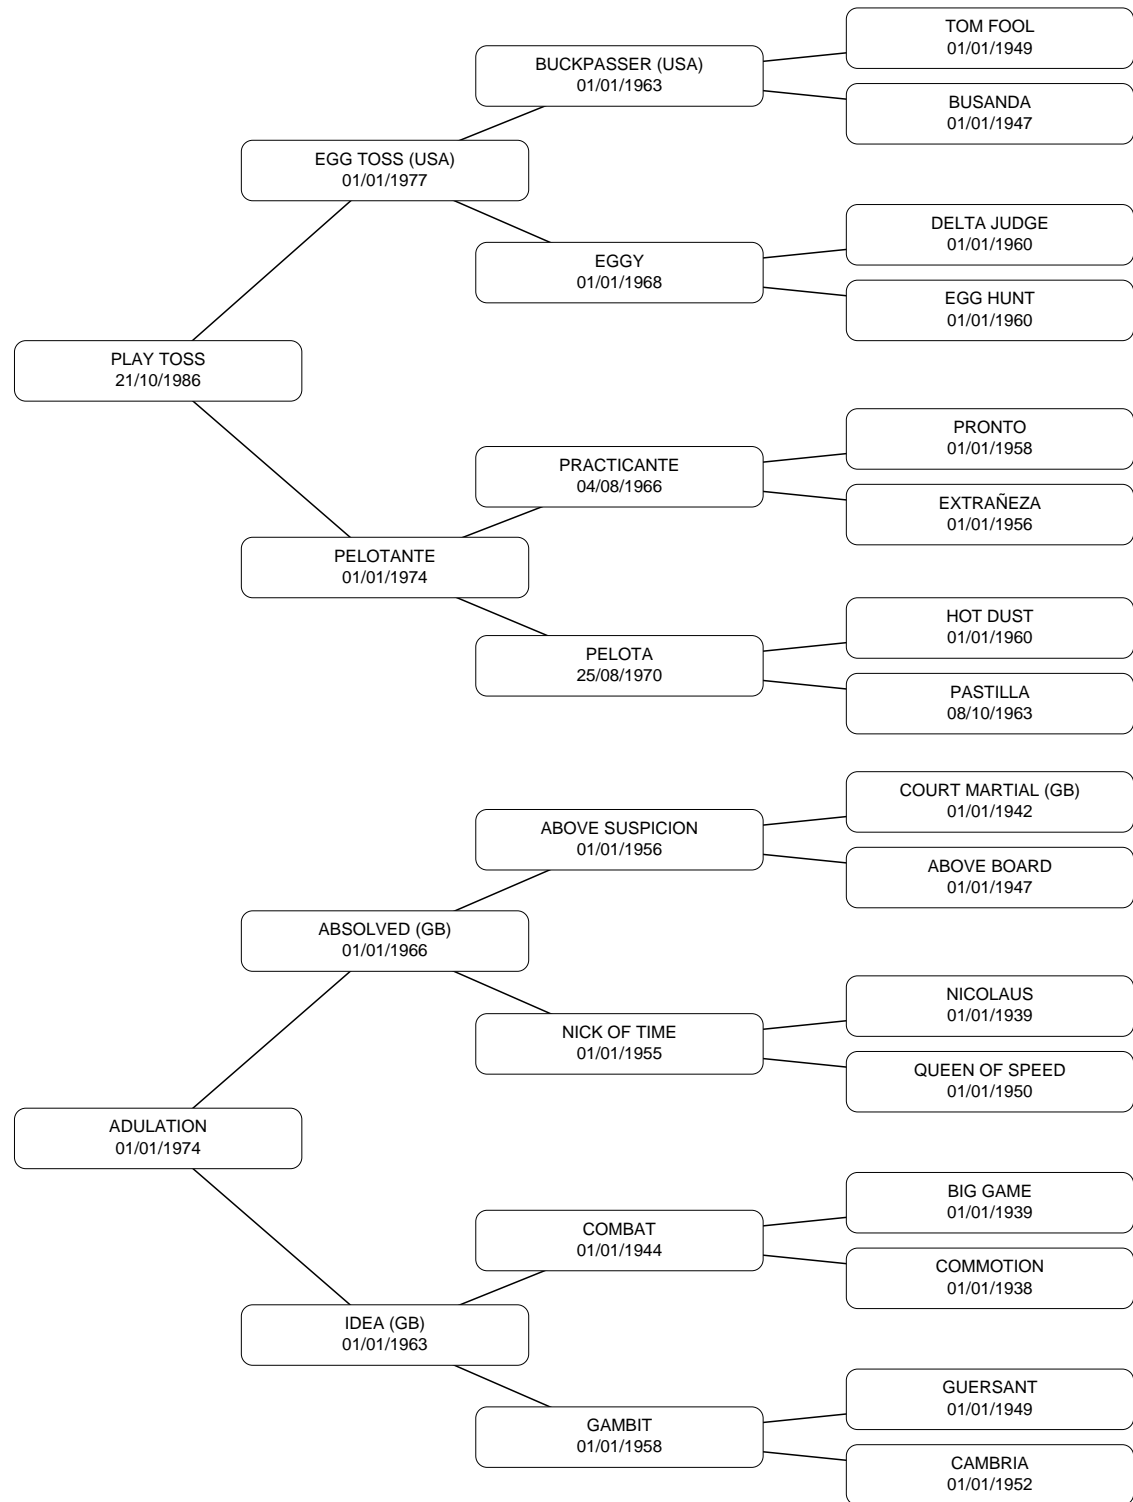 TOM FOOL
01/01/1949
BUCKPASSER (USA)
01/01/1963
BUSANDA
01/01/1947
EGG TOSS (USA)
01/01/1977
DELTA JUDGE
01/01/1960
EGGY
01/01/1968
EGG HUNT
01/01/1960
PLAY TOSS
21/10/1986
PRONTO
01/01/1958
PRACTICANTE
04/08/1966
EXTRAÑEZA
01/01/1956
PELOTANTE
01/01/1974
HOT DUST
01/01/1960
PELOTA
25/08/1970
PASTILLA
08/10/1963
COURT MARTIAL (GB)
01/01/1942
ABOVE SUSPICION
01/01/1956
ABOVE BOARD
01/01/1947
ABSOLVED (GB)
01/01/1966
NICOLAUS
01/01/1939
NICK OF TIME
01/01/1955
QUEEN OF SPEED
01/01/1950
ADULATION
01/01/1974
BIG GAME
01/01/1939
COMBAT
01/01/1944
COMMOTION
01/01/1938
IDEA (GB)
01/01/1963
GUERSANT
01/01/1949
GAMBIT
01/01/1958
CAMBRIA
01/01/1952